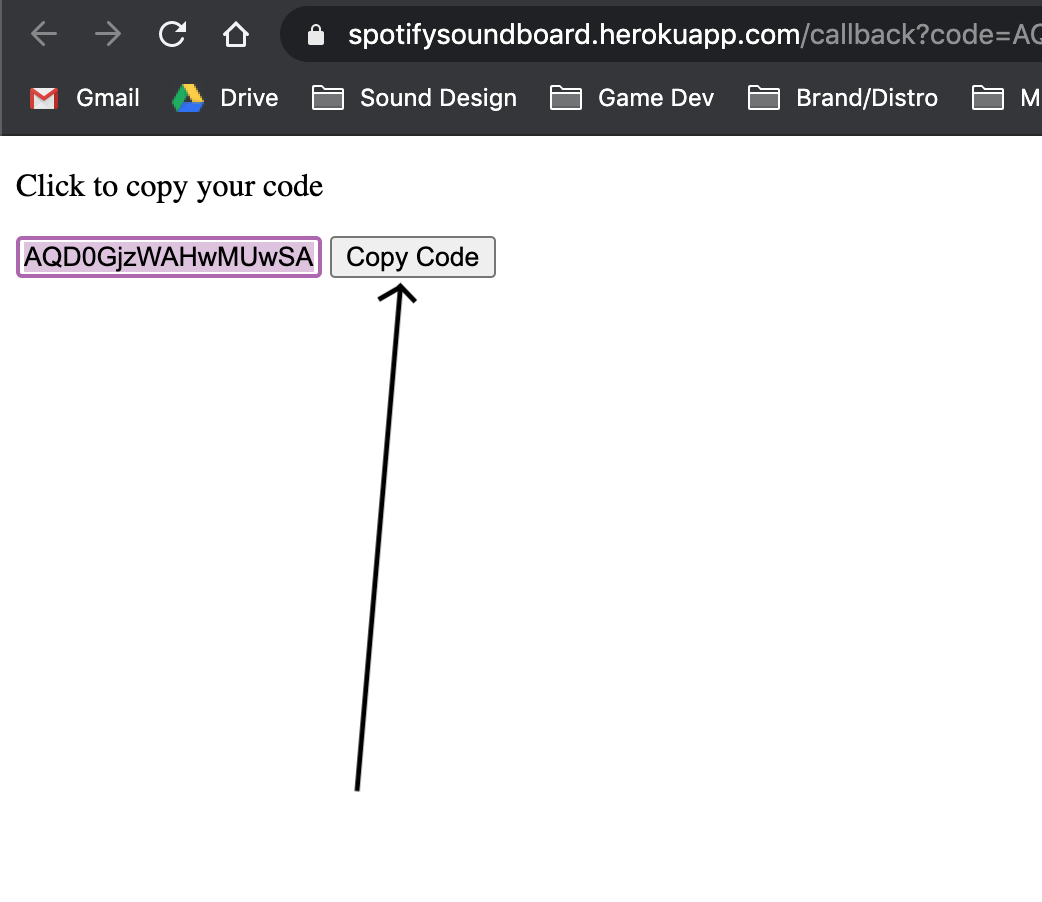 spotifysoundboard.herokuapp.com/callback?code=AQ
Gmail Drive Sound Design Game Dev Brand/Distro M
Click to copy your code
AQD0GjzWAHwMUwSA Copy Code